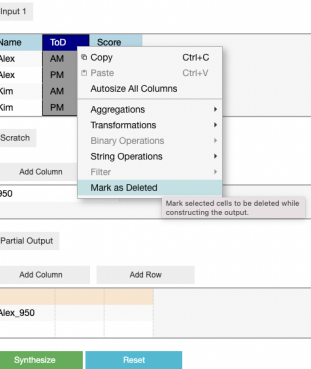 Input 1
Name ToD Score
Alex AM
Alex PM
Kim AM
Kim PM
Copy Ctrl+C
Paste Ctrl+V
Autosize All Columns
Aggregations
Transformations
Binary Operations
String Operations
Filter
Mark as Deleted
Mark selected cells to be deleted while
constructing the output.
Scratch
Add Column
950
Partial Output
Add Column Add Row
Alex_950
Synthesize Reset